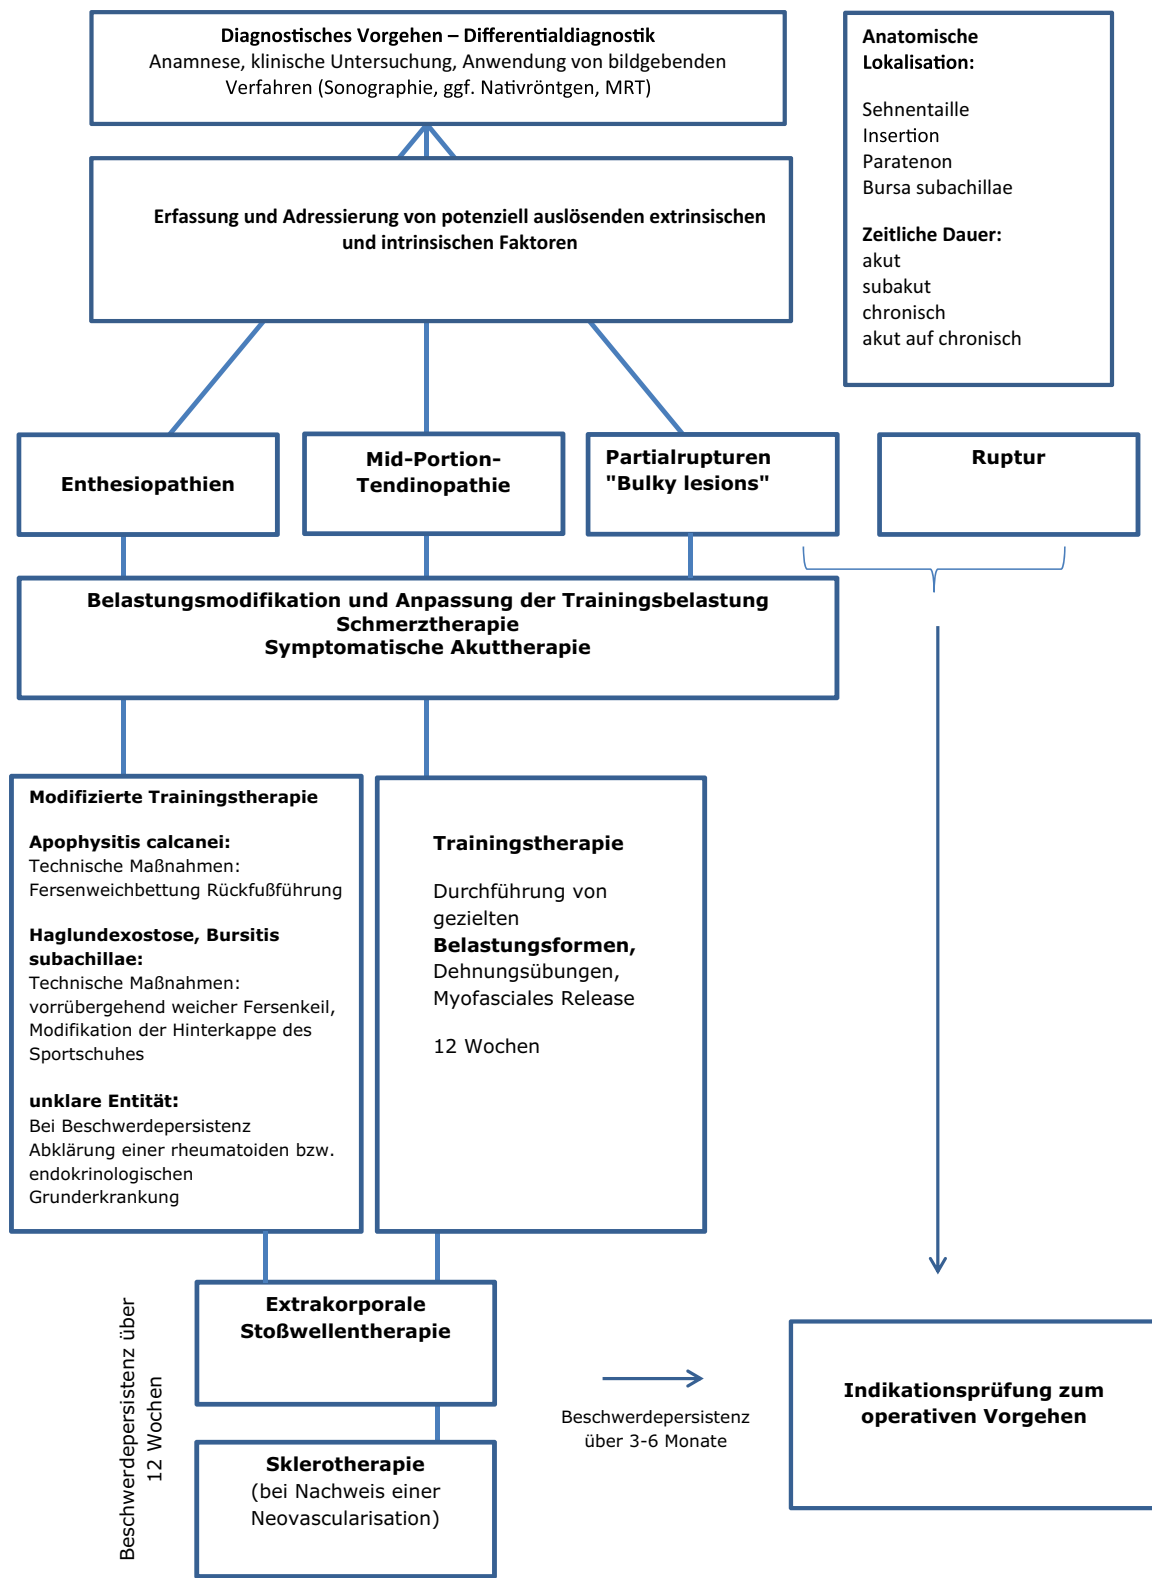 Diagnostisches Vorgehen – Differentialdiagnostik
Anamnese, klinische Untersuchung, Anwendung von bildgebenden
Verfahren (Sonographie, ggf. Nativröntgen, MRT)
Anatomische
Lokalisation:
Sehnentaille
Insertion
Paratenon
Bursa subachillae
Zeitliche Dauer:
akut
subakut
chronisch
akut auf chronisch
Erfassung und Adressierung von potenziell auslösenden extrinsischen
und intrinsischen Faktoren
Enthesiopathien
Mid-Portion-
Tendinopathie
Partialrupturen
"Bulky lesions"
Ruptur
Belastungsmodifikation und Anpassung der Trainingsbelastung
Schmerztherapie
Symptomatische Akuttherapie
Modifizierte Trainingstherapie
Apophysitis calcanei:
Technische Maßnahmen:
Fersenweichbettung Rückfußführung
Haglundexostose, Bursitis
subachillae:
Technische Maßnahmen:
vorrübergehend weicher Fersenkeil,
Modifikation der Hinterkappe des
Sportschuhes
unklare Entität:
Bei Beschwerdepersistenz
Abklärung einer rheumatoiden bzw.
endokrinologischen
Grunderkrankung
Trainingstherapie
Durchführung von
gezielten
Belastungsformen,
Dehnungsübungen,
Myofasciales Release
12 Wochen
Beschwerdepersistenz über
12 Wochen
Extrakorporale
Stoßwellentherapie
Sklerotherapie
(bei Nachweis einer
Neovascularisation)
Beschwerdepersistenz
über 3-6 Monate
Indikationsprüfung zum
operativen Vorgehen